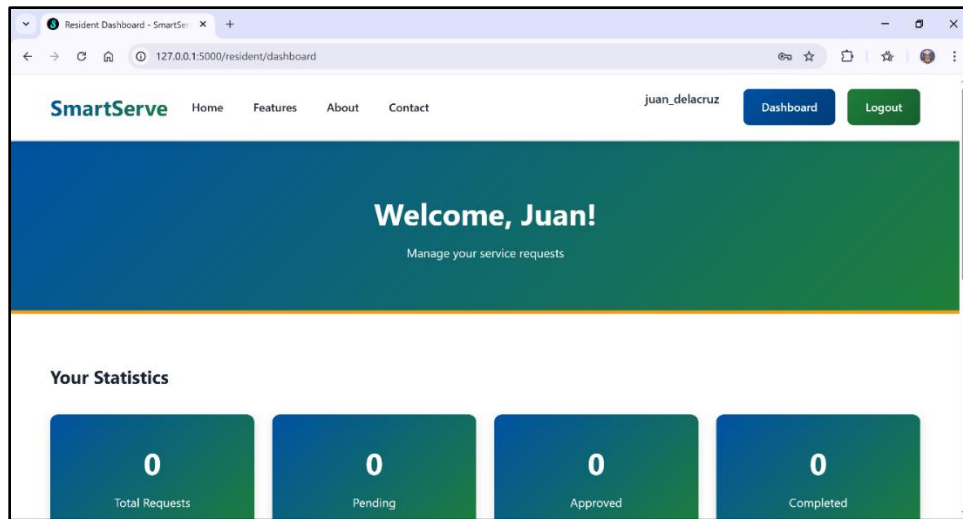 Resident Dashboard - SmartSer
127.0.0.1:5000/resident/dashboard
SmartServe Home Features About Contact juan_delacruz Dashboard Logout
Welcome, Juan!
Manage your service requests
Your Statistics
0 0 0 0
Total Requests Pending Approved Completed